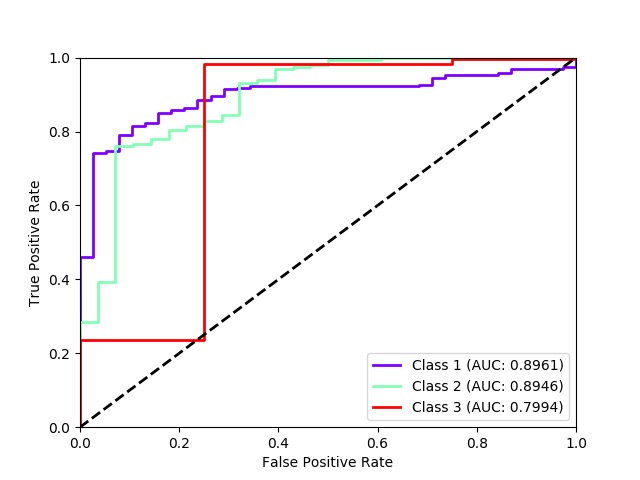 1.0
0.8
0.6
0.4
0.2
0.0
True Positive Rate
0.0 0.2 0.4 0.6 0.8 1.0
False Positive Rate
Class 1 (AUC: 0.8961)
Class 2 (AUC: 0.8946)
Class 3 (AUC: 0.7994)